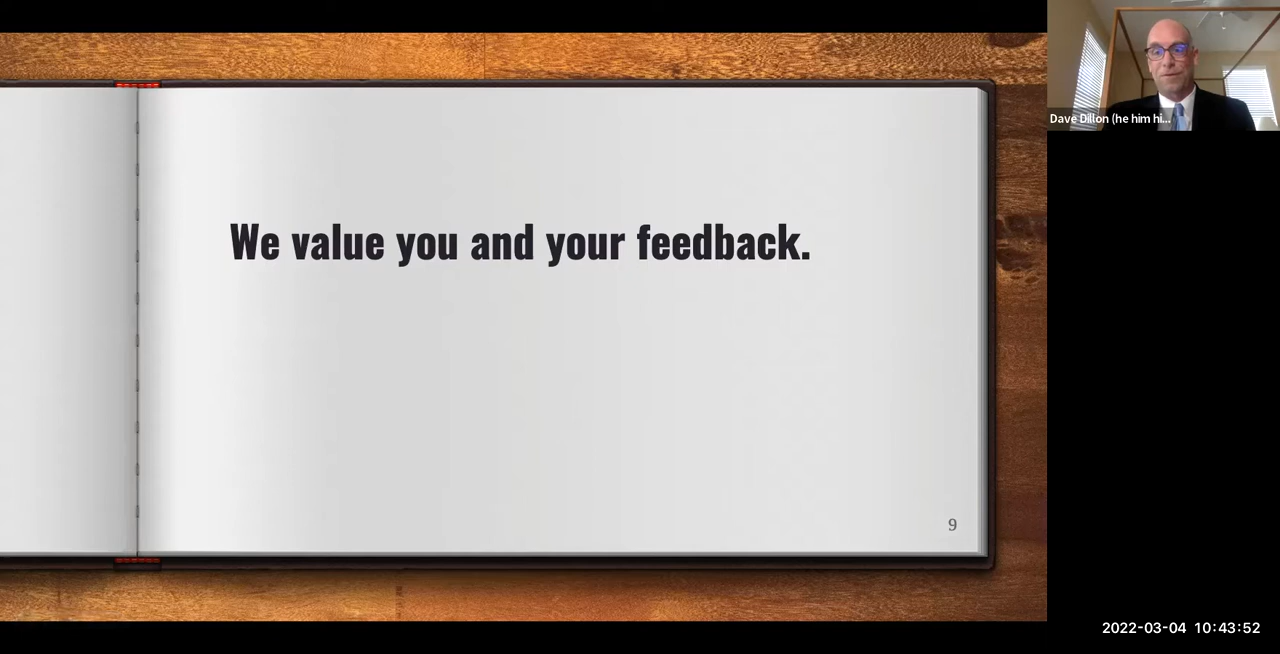 We value you and your feedback.
9
Dave Dillon (he him hi...
2022-03-04 10:43:52